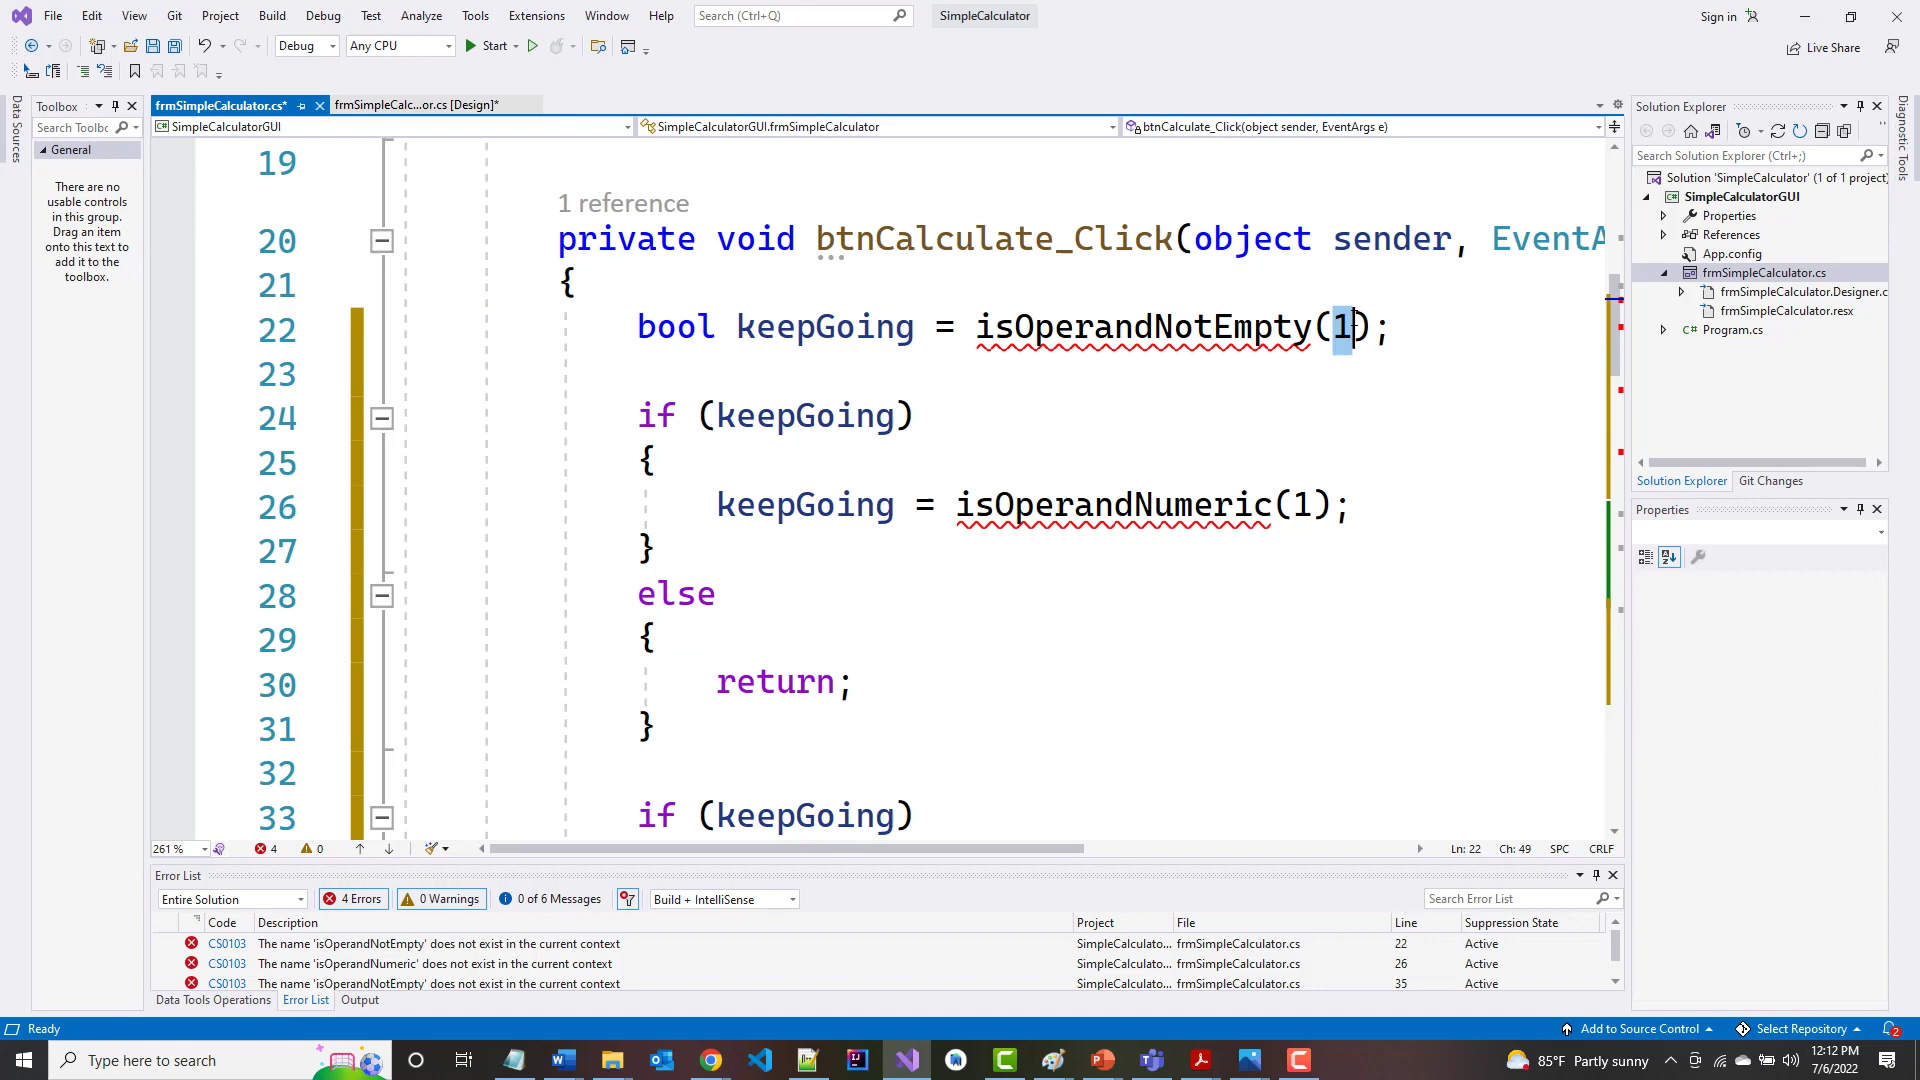 File Edit View Git Project Build Debug Test Analyze Tools Extensions Window Help Search (Ctrl+Q) SimpleCalculator Sign in
Debug Any CPU Start Live Share
Data Sources
Toolbox
Search Toolbc
General
There are no
usable controls
in this group.
Drag an item
onto this text to
add it to the
toolbox.
frmSimpleCalculator.cs* frmSimpleCalc...or.cs [Design]*
SimpleCalculatorGUI SimpleCalculatorGUI.frmSimpleCalculator btnCalculate_Click(object sender, EventArgs e)
19
1 reference
20 private void btnCalculate_Click(object sender, EventA
21 {
22 bool keepGoing = isOperandNotEmpty(1);
23
24 if (keepGoing)
25 {
26 keepGoing = isOperandNumeric(1);
27 }
28 else
29 {
30 return;
31 }
32
33 if (keepGoing)
261 % 4 0 Ln: 22 Ch: 49 SPC CRLF
Error List
Entire Solution 4 Errors 0 Warnings 0 of 6 Messages Build + IntelliSense Search Error List
Code Description Project File Line Suppression State
CS0103 The name 'isOperandNotEmpty' does not exist in the current context SimpleCalculato... frmSimpleCalculator.cs 22 Active
CS0103 The name 'isOperandNumeric' does not exist in the current context SimpleCalculato... frmSimpleCalculator.cs 26 Active
CS0103 The name 'isOperandNotEmpty' does not exist in the current context SimpleCalculato... frmSimpleCalculator.cs 35 Active
Data Tools Operations Error List Output
Solution Explorer
Search Solution Explorer (Ctrl+;)
Solution 'SimpleCalculator' (1 of 1 project)
SimpleCalculatorGUI
Properties
References
App.config
frmSimpleCalculator.cs
frmSimpleCalculator.Designer.c
frmSimpleCalculator.resx
Program.cs
Solution Explorer Git Changes
Properties
Diagnostic Tools
Ready Add to Source Control Select Repository 2
Type here to search 85°F Partly sunny 12:12 PM
7/6/2022